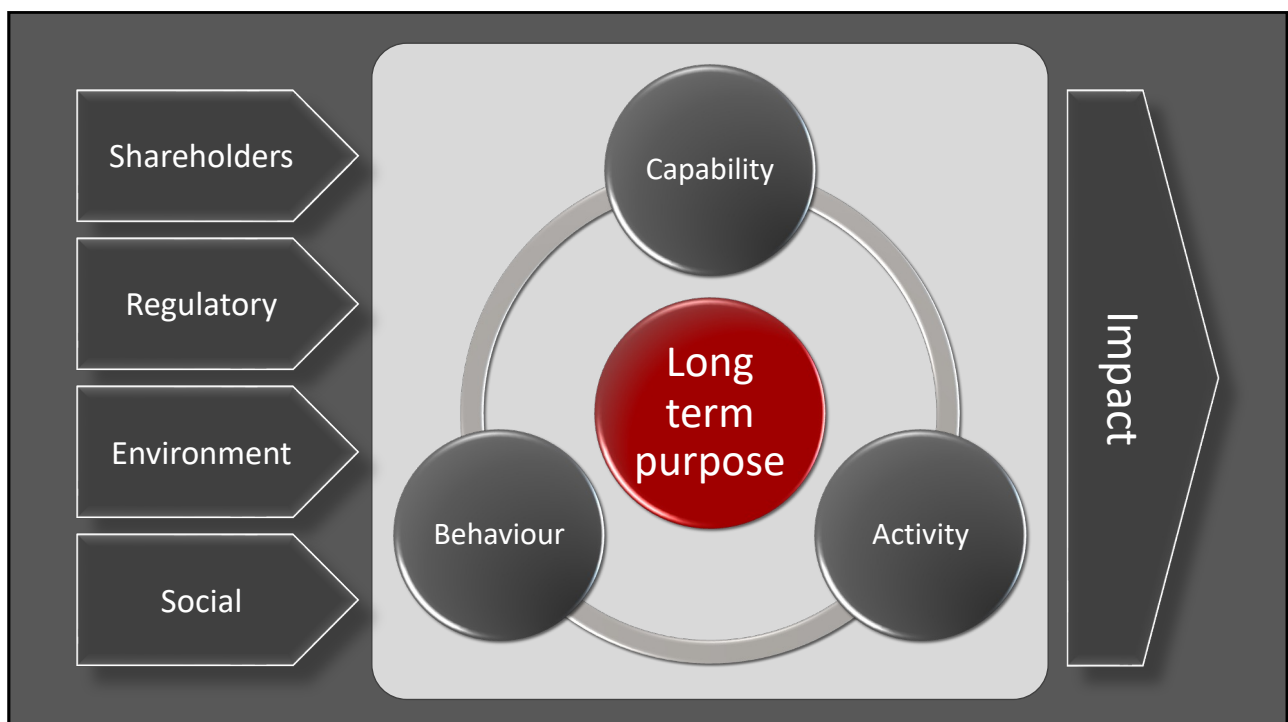 Shareholders
Regulatory
Environment
Social
Capability
Long
term
purpose
Behaviour
Activity
Impact